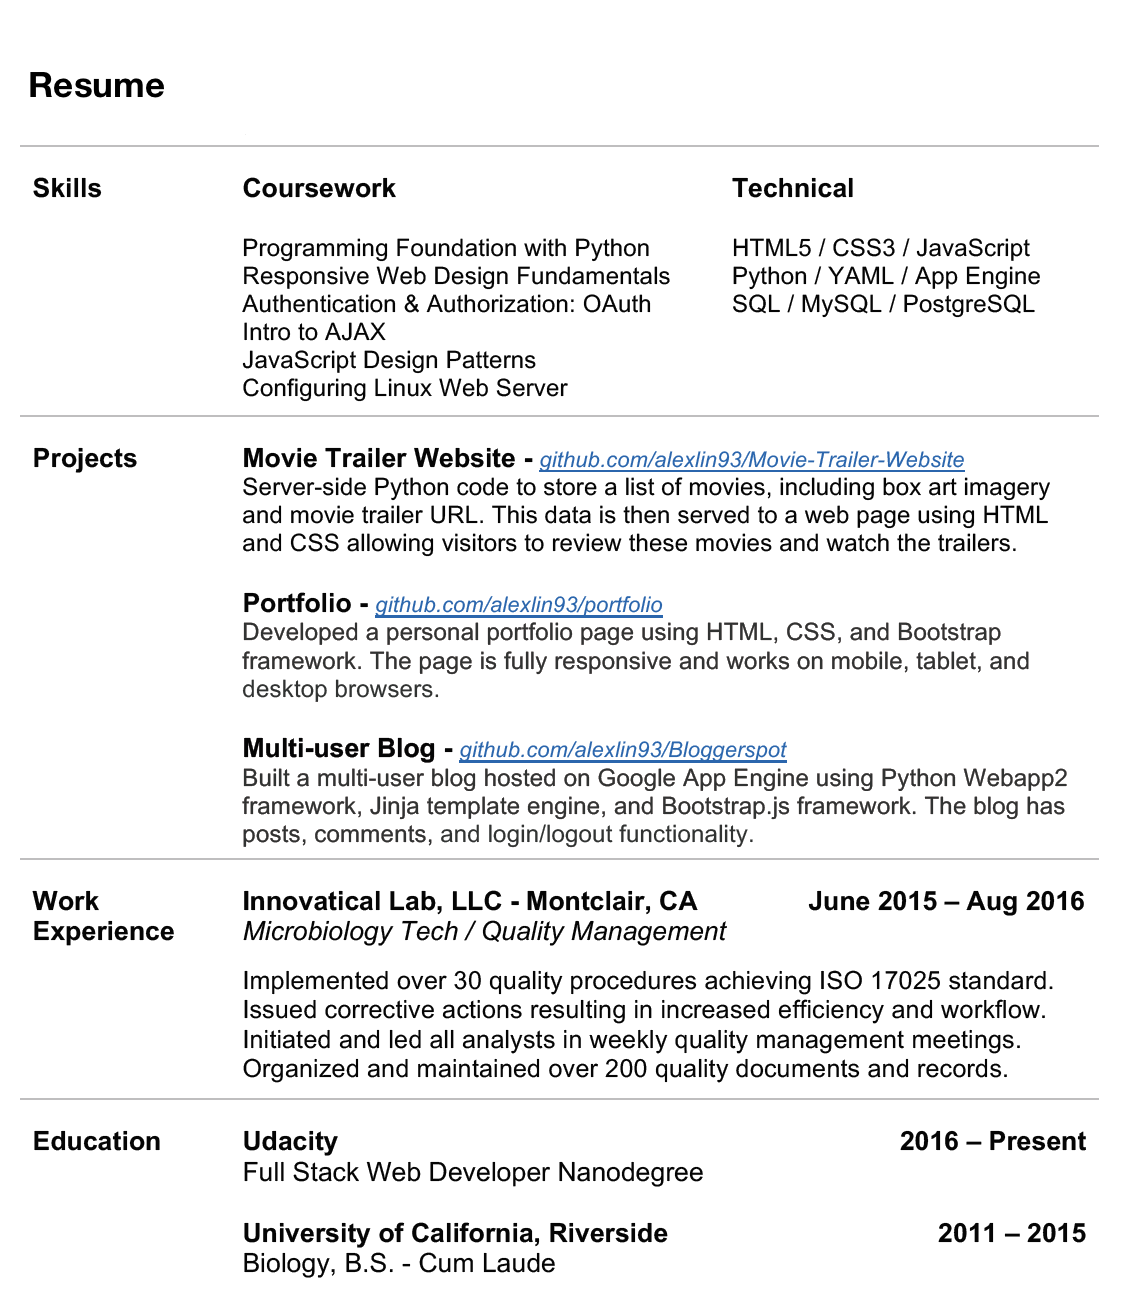 Resume
Skills
Coursework
Technical
Programming Foundation with Python
HTML5 / CSS3 / JavaScript
Responsive Web Design Fundamentals
Python / YAML / App Engine
Authentication & Authorization: OAuth
SQL / MySQL / PostgreSQL
Intro to AJAX
JavaScript Design Patterns
Configuring Linux Web Server
Projects
Movie Trailer Website - github.com/alexlin93/Movie-Trailer-Website
Server-side Python code to store a list of movies, including box art imagery
and movie trailer URL. This data is then served to a web page using HTML
and CSS allowing visitors to review these movies and watch the trailers.
Portfolio - github.com/alexlin93/portfolio
Developed a personal portfolio page using HTML, CSS, and Bootstrap
framework. The page is fully responsive and works on mobile, tablet, and
desktop browsers.
Multi-user Blog - github.com/alexlin93/Bloggerspot
Built a multi-user blog hosted on Google App Engine using Python Webapp2
framework, Jinja template engine, and Bootstrap.js framework. The blog has
posts, comments, and login/logout functionality.
Work
Experience
Innovatical Lab, LLC - Montclair, CA June 2015 – Aug 2016
Microbiology Tech / Quality Management
Implemented over 30 quality procedures achieving ISO 17025 standard.
Issued corrective actions resulting in increased efficiency and workflow.
Initiated and led all analysts in weekly quality management meetings.
Organized and maintained over 200 quality documents and records.
Education
Udacity 2016 – Present
Full Stack Web Developer Nanodegree
University of California, Riverside 2011 – 2015
Biology, B.S. - Cum Laude